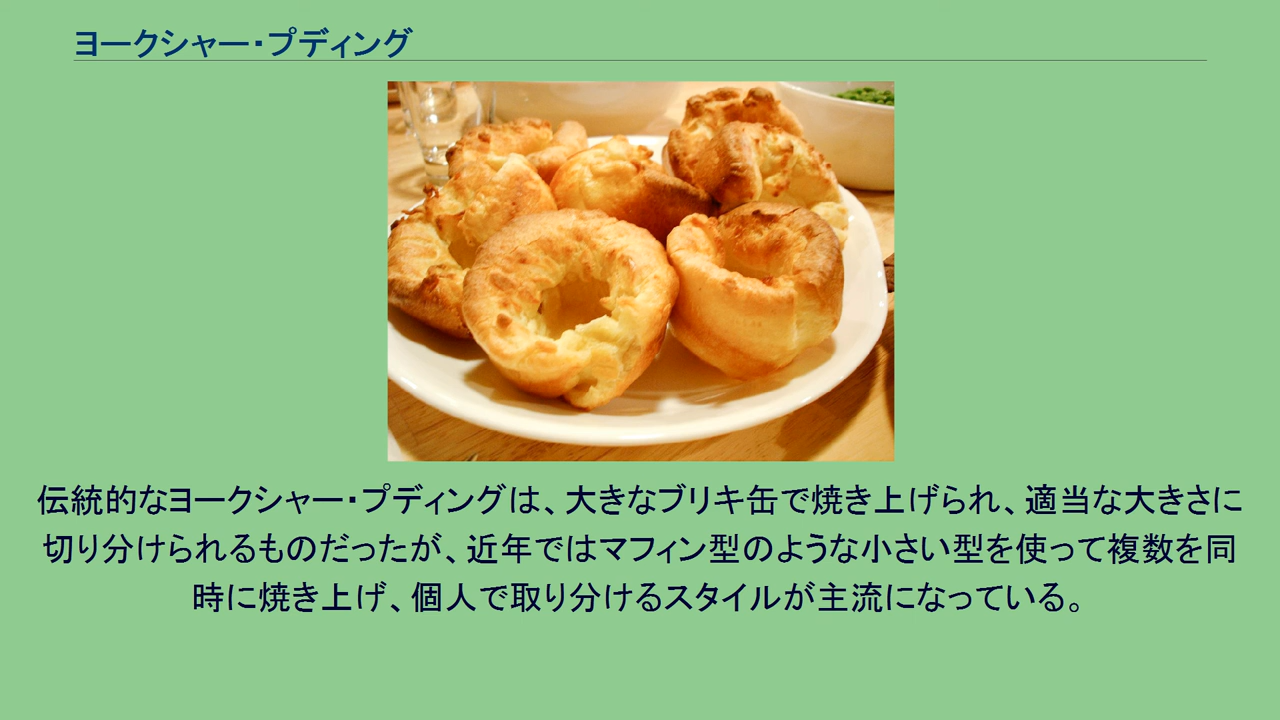 ヨークシャー・プディング
伝統的なヨークシャー・プディングは、大きなブリキ缶で焼き上げられ、適当な大きさに
切り分けられるものだったが、近年ではマフィン型のような小さい型を使って複数を同
時に焼き上げ、個人で取り分けるスタイルが主流になっている。